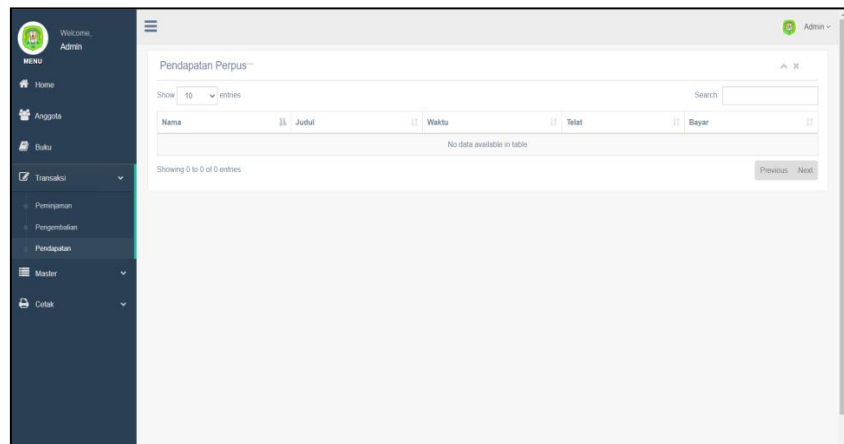 Welcome,
Admin
MENU
Home
Anggota
Buku
Transaksi
Peminjaman
Pengembalian
Pendapatan
Master
Cetak
Admin
Pendapatan Perpus
Show 10 entries
Search:
Nama Judul Waktu Telat Bayar
No data available in table
Showing 0 to 0 of 0 entries
Previous Next